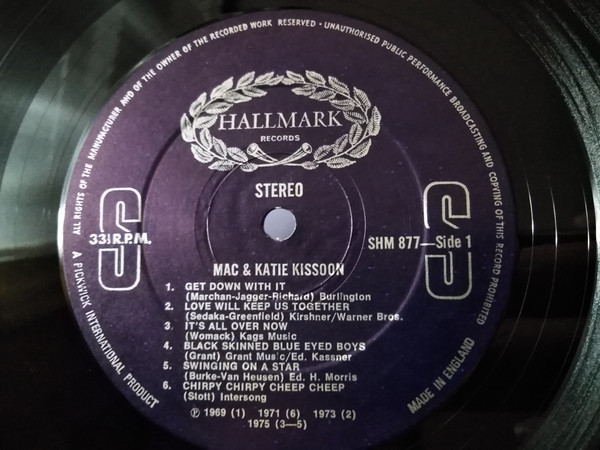 ALL RIGHTS OF THE MANUFACTURER AND OF THE OWNER OF THE RECORDED WORK RESERVED · UNAUTHORISED PUBLIC PERFORMANCE BROADCASTING AND COPYING OF THIS RECORD PROHIBITED
HALLMARK
RECORDS
STEREO
S
S
33⅓ R.P.M.
SHM 877—Side 1
MAC & KATIE KISSOON
1. GET DOWN WITH IT
(Marchan-Jagger-Richard) Burlington
2. LOVE WILL KEEP US TOGETHER
(Sedaka-Greenfield) Kirshner/Warner Bros.
3. IT'S ALL OVER NOW
(Womack) Kags Music
4. BLACK SKINNED BLUE EYED BOYS
(Grant) Grant Music/Ed. Kassner
5. SWINGING ON A STAR
(Burke-Van Heusen) Ed. H. Morris
6. CHIRPY CHIRPY CHEEP CHEEP
(Stott) Intersong
℗ 1969 (1) 1971 (6) 1973 (2)
1975 (3–5)
A PICKWICK INTERNATIONAL PRODUCT
MADE IN ENGLAND